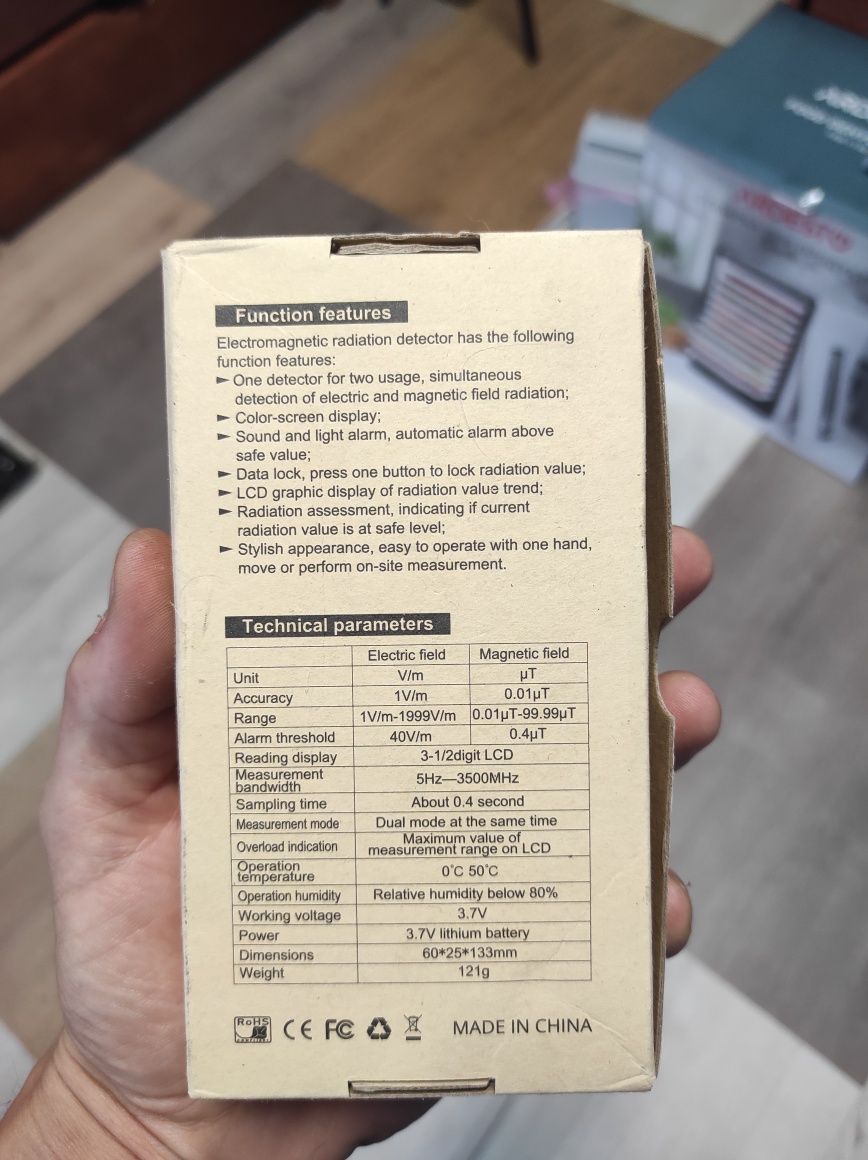 Function features
Electromagnetic radiation detector has the following
function features:
► One detector for two usage, simultaneous
detection of electric and magnetic field radiation;
► Color-screen display;
► Sound and light alarm, automatic alarm above
safe value;
► Data lock, press one button to lock radiation value;
► LCD graphic display of radiation value trend;
► Radiation assessment, indicating if current
radiation value is at safe level;
► Stylish appearance, easy to operate with one hand,
move or perform on-site measurement.
Technical parameters
Electric field Magnetic field
Unit V/m µT
Accuracy 1V/m 0.01µT
Range 1V/m-1999V/m 0.01µT-99.99µT
Alarm threshold 40V/m 0.4µT
Reading display 3-1/2digit LCD
Measurement
bandwidth 5Hz—3500MHz
Sampling time About 0.4 second
Measurement mode Dual mode at the same time
Overload indication Maximum value of
measurement range on LCD
Operation
temperature 0°C 50°C
Operation humidity Relative humidity below 80%
Working voltage 3.7V
Power 3.7V lithium battery
Dimensions 60*25*133mm
Weight 121g
RoHS CE FC MADE IN CHINA
ARDESTO